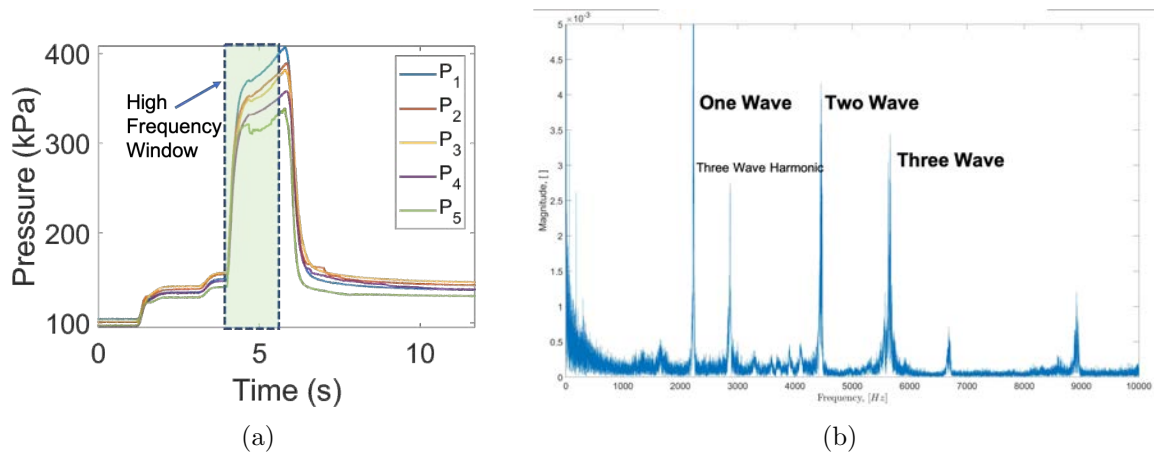 400
300
200
100
Pressure (kPa)
High
Frequency
Window
P1
P2
P3
P4
P5
0
5
10
Time (s)
(a)
×10⁻³
5
4.5
4
3.5
3
2.5
2
1.5
1
0.5
0
Magnitude, [ ]
One Wave
Two Wave
Three Wave Harmonic
Three Wave
0 1000 2000 3000 4000 5000 6000 7000 8000 9000 10000
Frequency, [Hz]
(b)